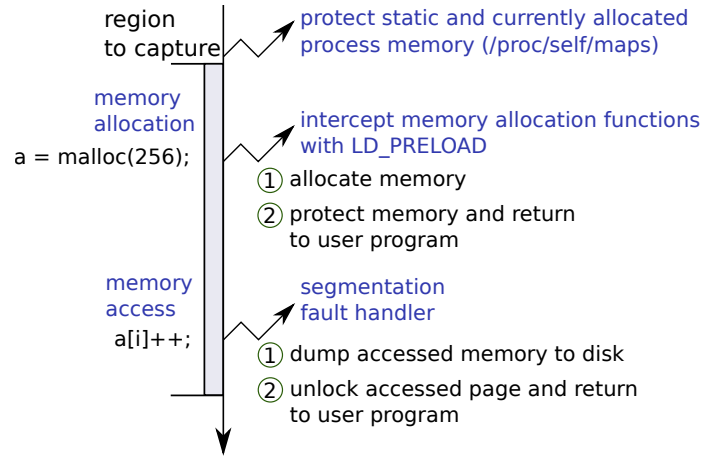 region
to capture
protect static and currently allocated
process memory (/proc/self/maps)
memory
allocation
a = malloc(256);
intercept memory allocation functions
with LD_PRELOAD
1 allocate memory
2 protect memory and return
to user program
memory
access
a[i]++;
segmentation
fault handler
1 dump accessed memory to disk
2 unlock accessed page and return
to user program